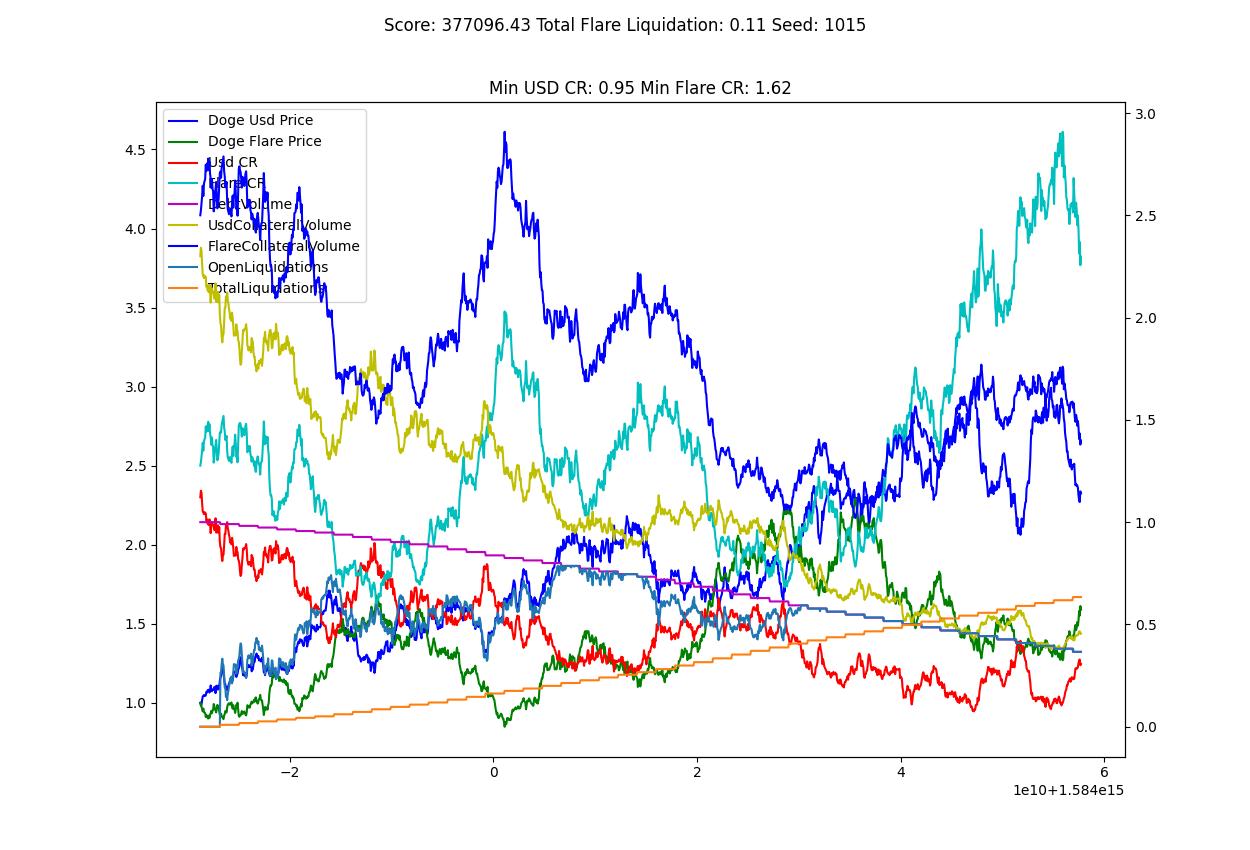 Score: 377096.43 Total Flare Liquidation: 0.11 Seed: 1015
Min USD CR: 0.95 Min Flare CR: 1.62
Doge Usd Price
Doge Flare Price
Usd CR
Flare CR
DebtVolume
UsdCollateralVolume
FlareCollateralVolume
OpenLiquidations
TotalLiquidations
4.5
4.0
3.5
3.0
2.5
2.0
1.5
1.0
3.0
2.5
2.0
1.5
1.0
0.5
0.0
−2 0 2 4 6
1e10+1.584e15